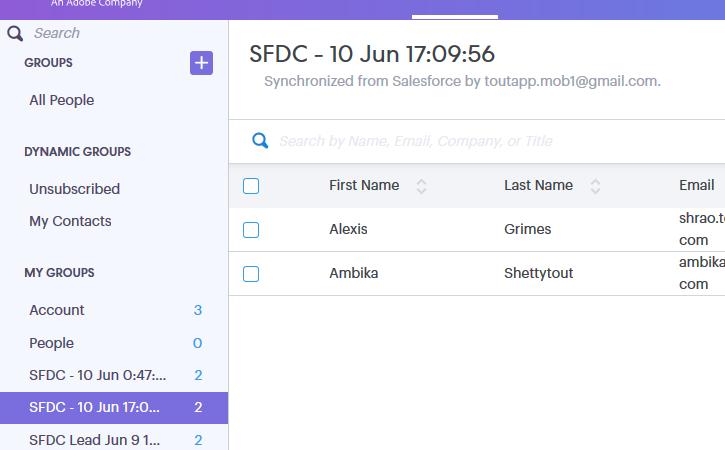 An Adobe Company
Search
GROUPS
All People
DYNAMIC GROUPS
Unsubscribed
My Contacts
MY GROUPS
Account 3
People 0
SFDC - 10 Jun 0:47:... 2
SFDC - 10 Jun 17:0... 2
SFDC Lead Jun 9 1... 2
SFDC - 10 Jun 17:09:56
Synchronized from Salesforce by toutapp.mob1@gmail.com.
Search by Name, Email, Company, or Title
First Name Last Name Email
Alexis Grimes shrao.t
com
Ambika Shettytout ambika
com